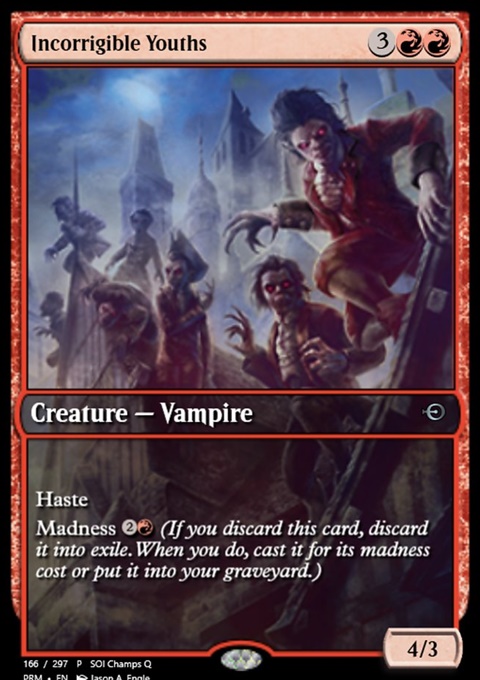 Incorrigible Youths
3
Creature — Vampire
Haste
Madness 2 (If you discard this card, discard
it into exile. When you do, cast it for its madness
cost or put it into your graveyard.)
4/3
166 / 297 P SOI Champs Q
PRM • EN Jason A. Engle